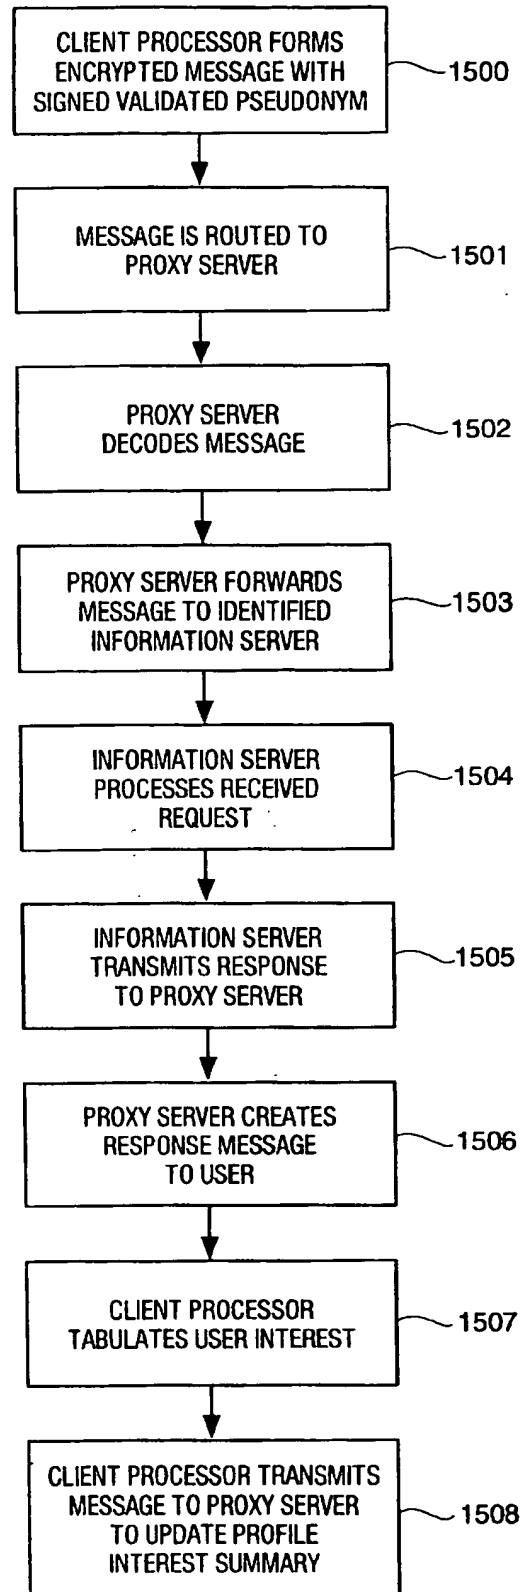 CLIENT PROCESSOR FORMS
ENCRYPTED MESSAGE WITH
SIGNED VALIDATED PSEUDONYM
1500
MESSAGE IS ROUTED TO
PROXY SERVER
1501
PROXY SERVER
DECODES MESSAGE
1502
PROXY SERVER FORWARDS
MESSAGE TO IDENTIFIED
INFORMATION SERVER
1503
INFORMATION SERVER
PROCESSES RECEIVED
REQUEST
1504
INFORMATION SERVER
TRANSMITS RESPONSE
TO PROXY SERVER
1505
PROXY SERVER CREATES
RESPONSE MESSAGE
TO USER
1506
CLIENT PROCESSOR
TABULATES USER INTEREST
1507
CLIENT PROCESSOR TRANSMITS
MESSAGE TO PROXY SERVER
TO UPDATE PROFILE
INTEREST SUMMARY
1508